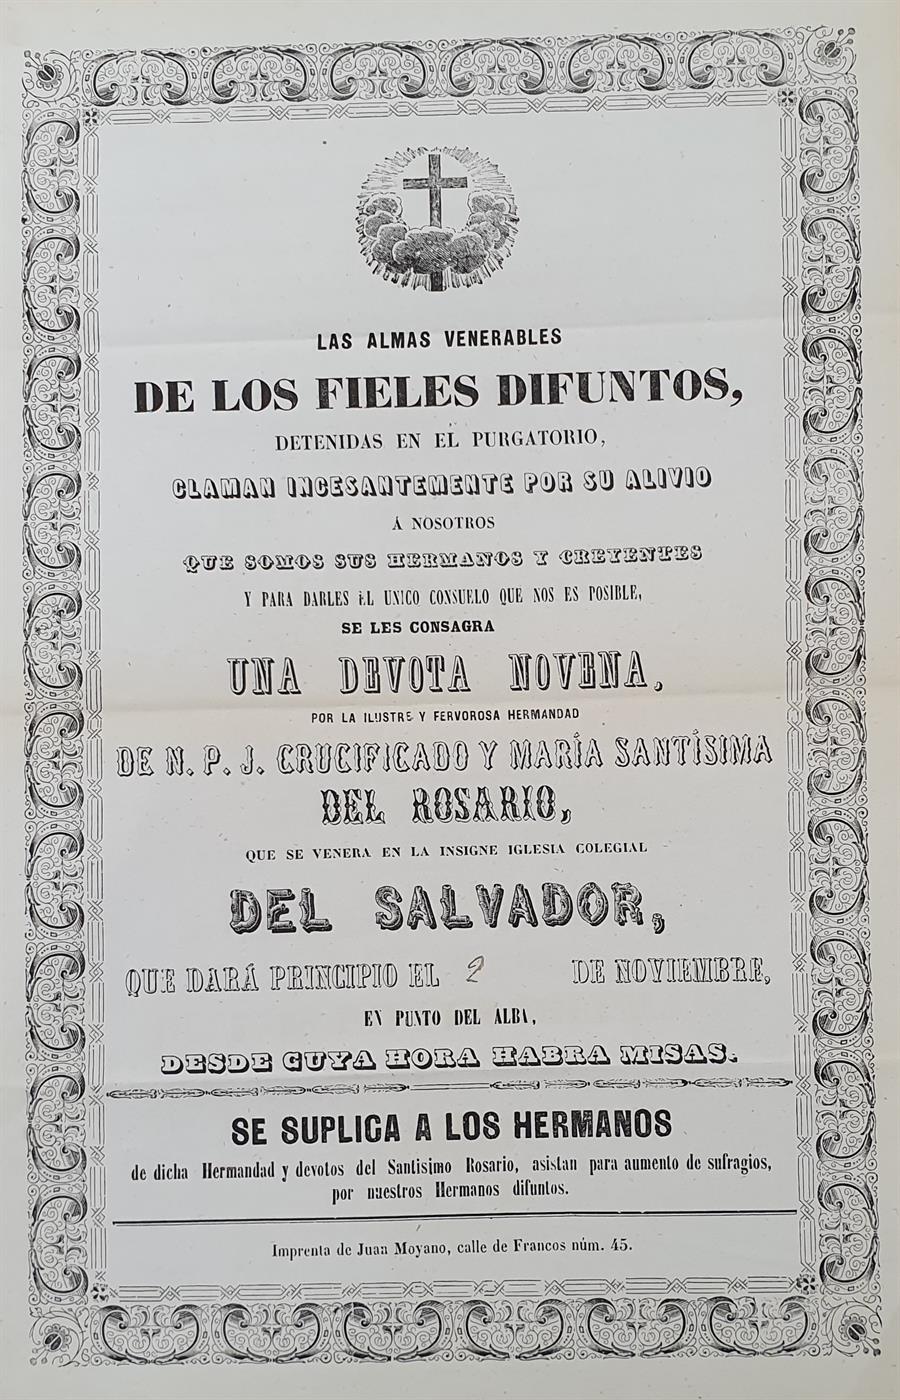 LAS ALMAS VENERABLES
DE LOS FIELES DIFUNTOS,
DETENIDAS EN EL PURGATORIO,
CLAMAN INCESANTEMENTE POR SU ALIVIO
Á NOSOTROS
QUE SOMOS SUS HERMANOS Y CREYENTES
Y PARA DARLES EL UNICO CONSUELO QUE NOS ES POSIBLE,
SE LES CONSAGRA
UNA DEVOTA NOVENA,
POR LA ILUSTRE Y FERVOROSA HERMANDAD
DE N. P. J. CRUCIFICADO Y MARÍA SANTÍSIMA
DEL ROSARIO,
QUE SE VENERA EN LA INSIGNE IGLESIA COLEGIAL
DEL SALVADOR,
QUE DARÁ PRINCIPIO EL 2 DE NOVIEMBRE,
EN PUNTO DEL ALBA,
DESDE CUYA HORA HABRA MISAS.
SE SUPLICA A LOS HERMANOS
de dicha Hermandad y devotos del Santisimo Rosario, asistan para aumento de sufragios,
por nuestros Hermanos difuntos.
Imprenta de Juan Moyano, calle de Francos núm. 45.